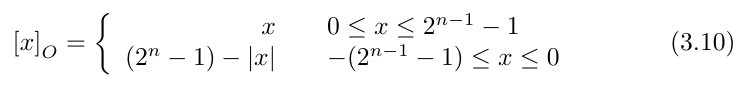 [x]_O = { x    0 ≤ x ≤ 2^{n−1} − 1
(2^n − 1) − |x|    −(2^{n−1} − 1) ≤ x ≤ 0    (3.10)